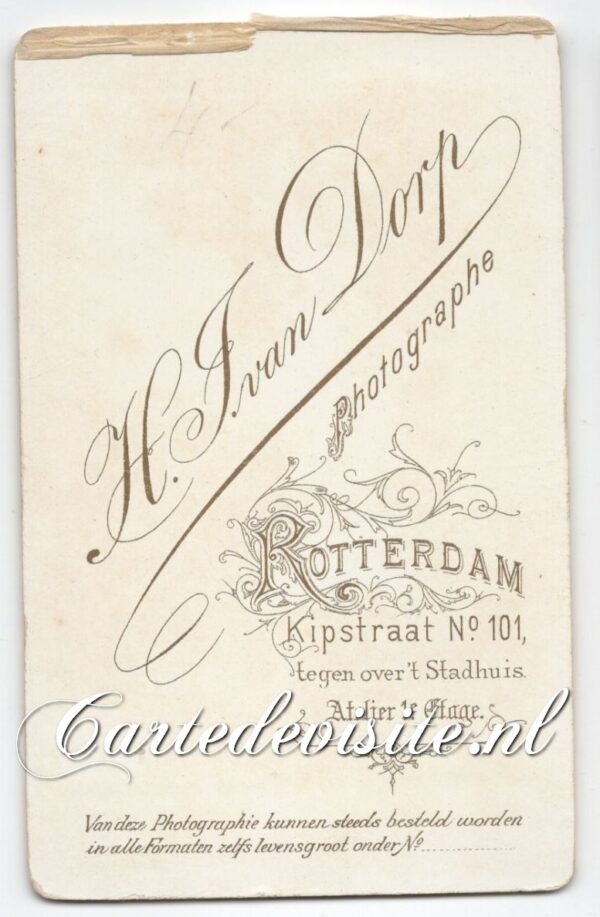 4-
H. J. van Dorp
Photographe
ROTTERDAM
Kipstraat No. 101,
tegen over 't Stadhuis.
Atelier 1e Etage.
Cartedevisite.nl
Van deze Photographie kunnen steeds besteld worden
in alle Formaten zelfs levensgroot onder No..............